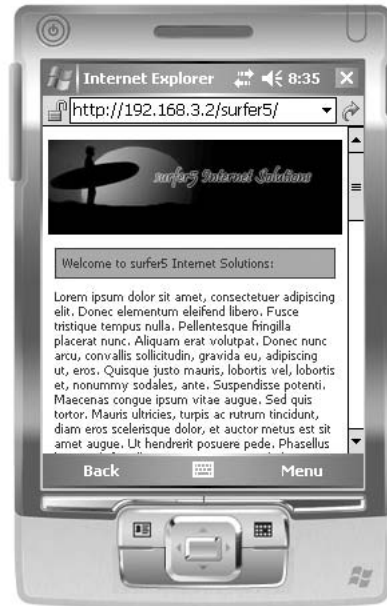 Internet Explorer 8:35
http://192.168.3.2/surfer5/
surfer5 Internet Solutions
Welcome to surfer5 Internet Solutions:
Lorem ipsum dolor sit amet, consectetuer adipiscing
elit. Donec elementum eleifend libero. Fusce
tristique tempus nulla. Pellentesque fringilla
placerat nunc. Aliquam erat volutpat. Donec nunc
arcu, convallis sollicitudin, gravida eu, adipiscing
ut, eros. Quisque justo mauris, lobortis vel, lobortis
et, nonummy sodales, ante. Suspendisse potenti.
Maecenas congue ipsum vitae augue. Sed quis
tortor. Mauris ultricies, turpis ac rutrum tincidunt,
diam eros scelerisque dolor, et auctor metus est sit
amet augue. Ut hendrerit posuere pede. Phasellus
Back Menu